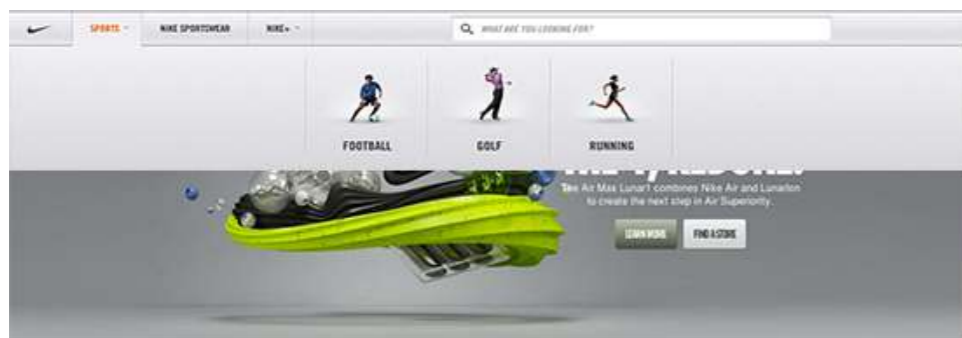 SPORTS
NIKE SPORTSWEAR
NIKE+
WHAT ARE YOU LOOKING FOR?
FOOTBALL
GOLF
RUNNING
The Air Max Lunar1 combines Nike Air and Lunarlon
to create the next step in Air Superiority.
LEARN MORE
FIND A STORE